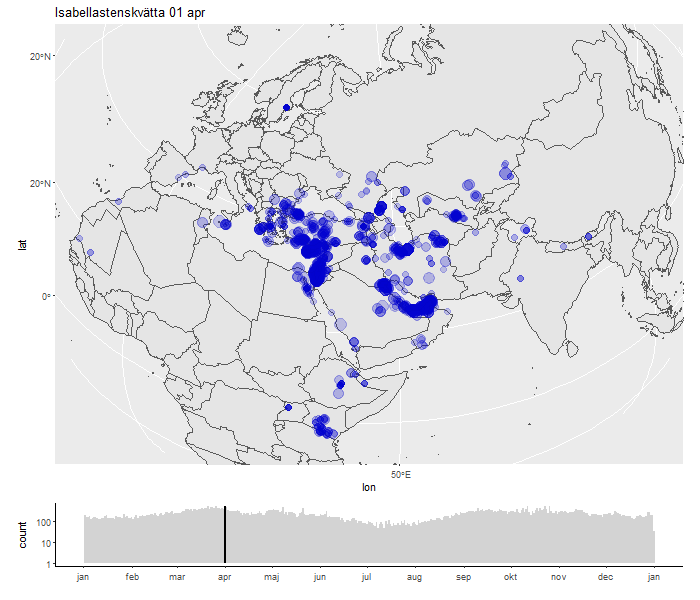 Isabellastenskvätta 01 apr
20°N
20°N
lat
0°
50°E
lon
count
100
10
1
jan feb mar apr maj jun jul aug sep okt nov dec jan